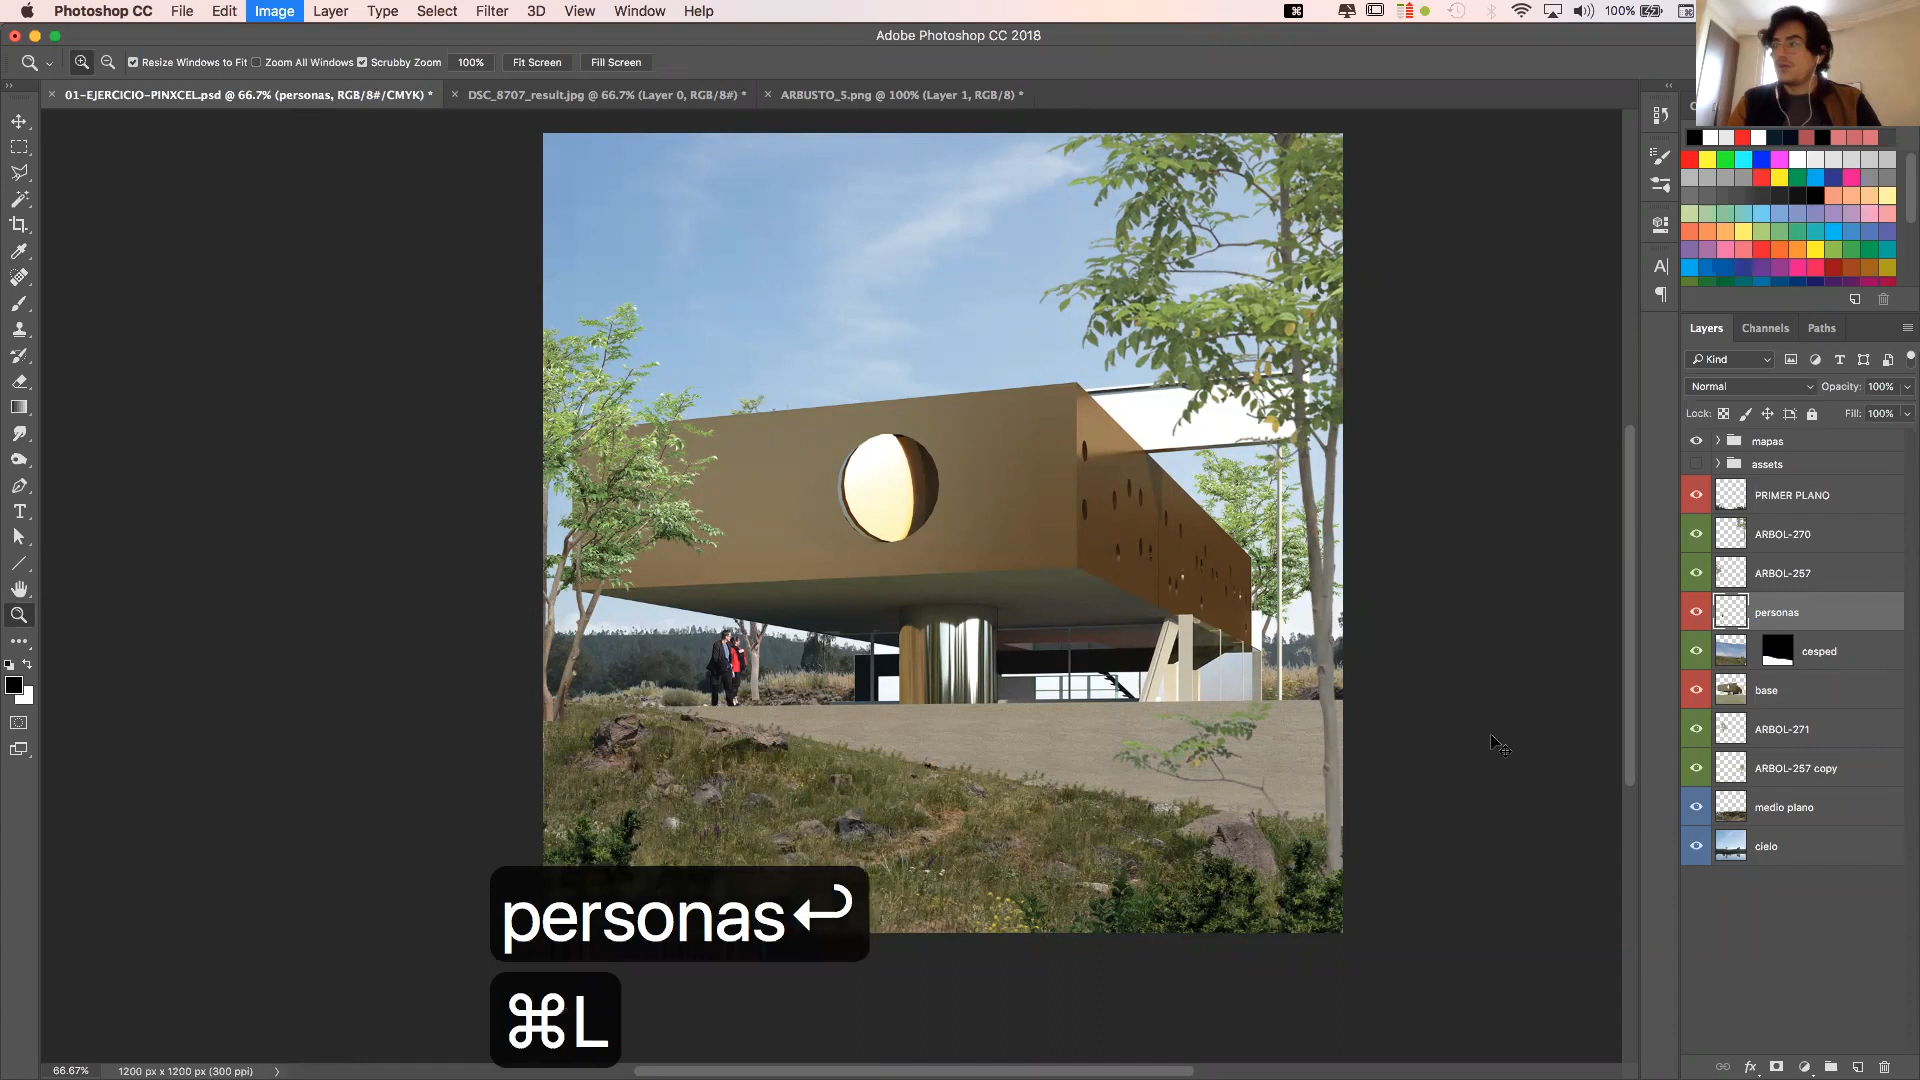 Photoshop CC File Edit Image Layer Type Select Filter 3D View Window Help 100%
Adobe Photoshop CC 2018
Resize Windows to Fit Zoom All Windows Scrubby Zoom 100% Fit Screen Fill Screen
01-EJERCICIO-PINXCEL.psd @ 66.7% (personas, RGB/8#/CMYK) * DSC_8707_result.jpg @ 66.7% (Layer 0, RGB/8#) * ARBUSTO_5.png @ 100% (Layer 1, RGB/8) *
Layers Channels Paths
Kind
Normal Opacity: 100%
Lock: Fill: 100%
mapas
assets
PRIMER PLANO
ARBOL-270
ARBOL-257
personas
cesped
base
ARBOL-271
ARBOL-257 copy
medio plano
cielo
personas↩
⌘L
66.67% 1200 px x 1200 px (300 ppi)